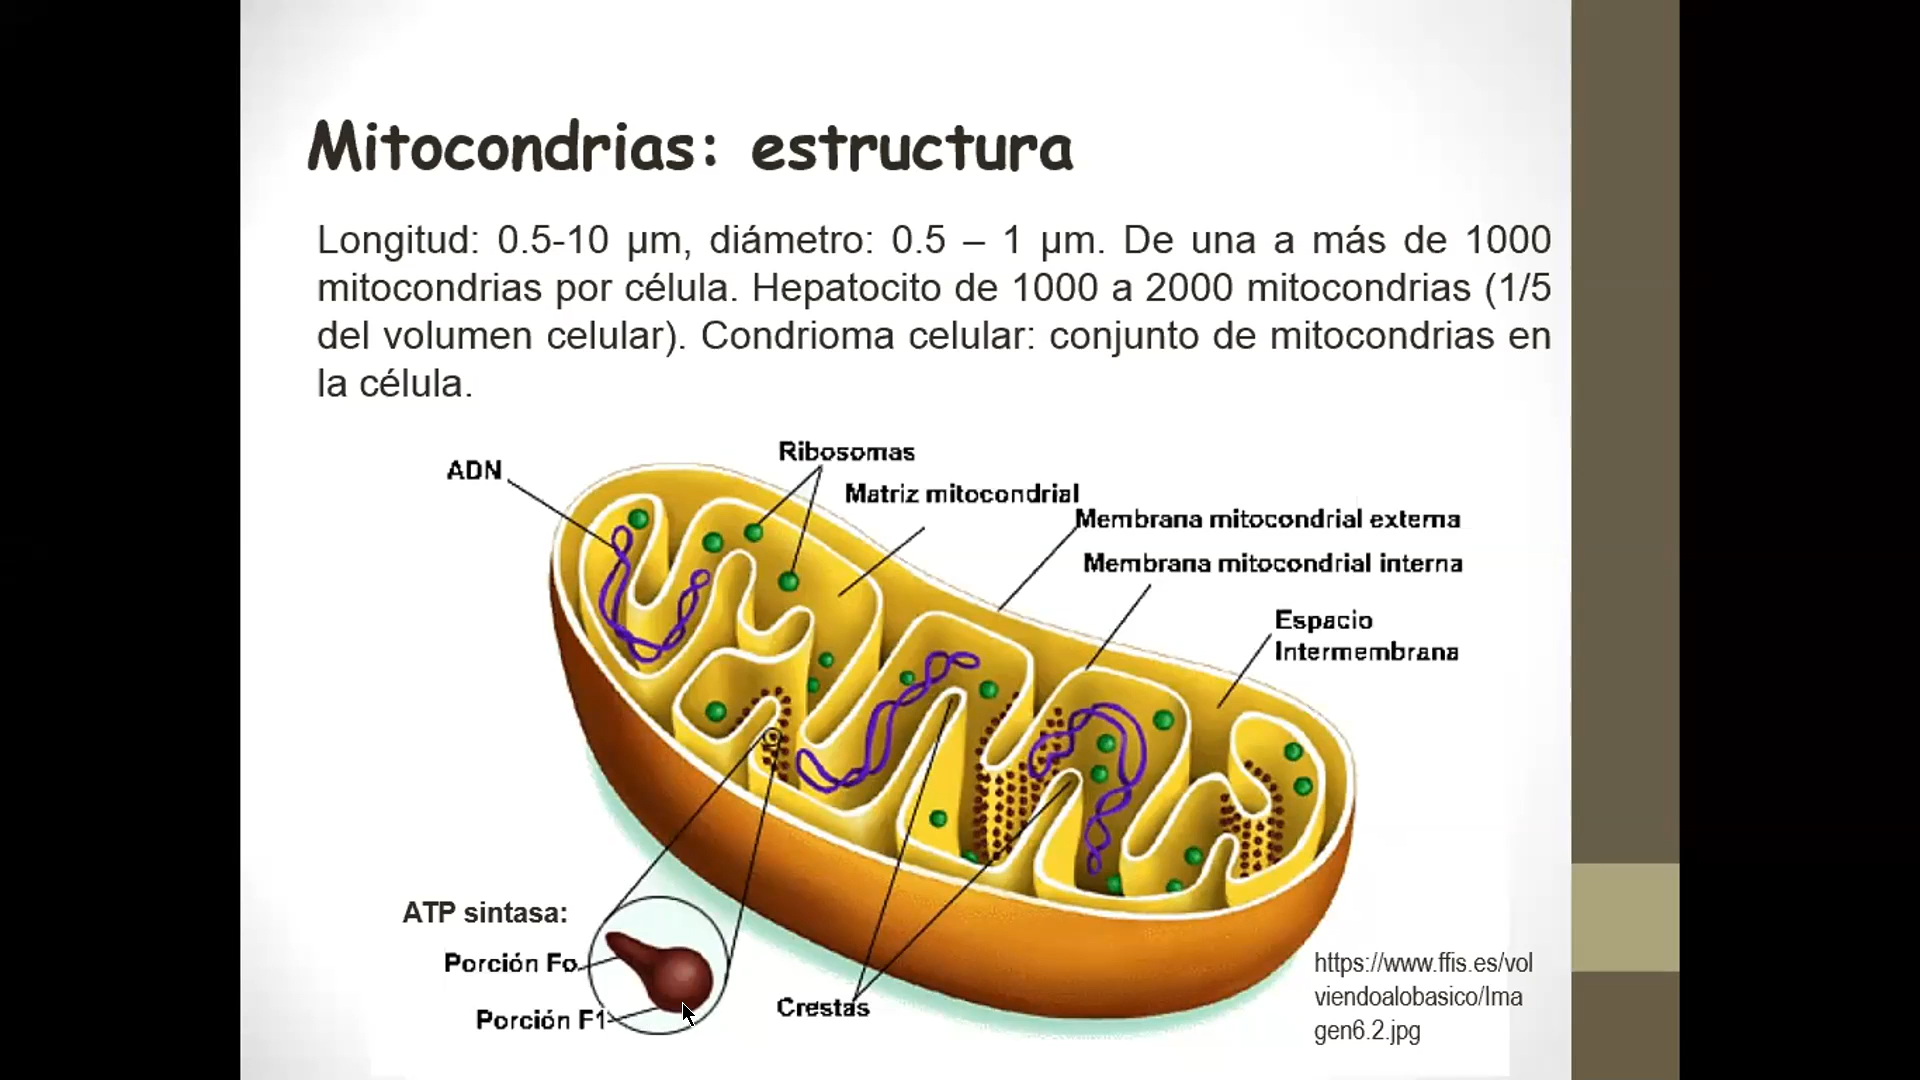 Mitocondrias: estructura
Longitud: 0.5-10 μm, diámetro: 0.5 – 1 μm. De una a más de 1000
mitocondrias por célula. Hepatocito de 1000 a 2000 mitocondrias (1/5
del volumen celular). Condrioma celular: conjunto de mitocondrias en
la célula.
ADN
Ribosomas
Matriz mitocondrial
Membrana mitocondrial externa
Membrana mitocondrial interna
Espacio
Intermembrana
ATP sintasa:
Porción Fo
Porción F1
Crestas
https://www.ffis.es/vol
viendoalobasico/Ima
gen6.2.jpg